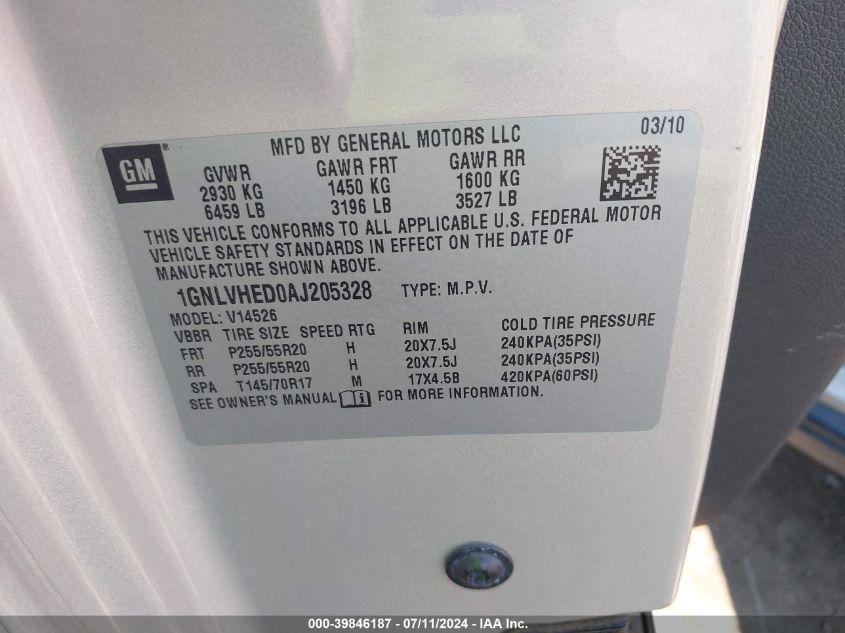 GM ®
MFD BY GENERAL MOTORS LLC 03/10
GVWR GAWR FRT GAWR RR
2930 KG 1450 KG 1600 KG
6459 LB 3196 LB 3527 LB
THIS VEHICLE CONFORMS TO ALL APPLICABLE U.S. FEDERAL MOTOR
VEHICLE SAFETY STANDARDS IN EFFECT ON THE DATE OF
MANUFACTURE SHOWN ABOVE.
1GNLVHED0AJ205328 TYPE: M.P.V.
MODEL: V14526
VBBR TIRE SIZE SPEED RTG RIM COLD TIRE PRESSURE
FRT P255/55R20 H 20X7.5J 240KPA(35PSI)
RR P255/55R20 H 20X7.5J 240KPA(35PSI)
SPA T145/70R17 M 17X4.5B 420KPA(60PSI)
SEE OWNER'S MANUAL i FOR MORE INFORMATION.
000-39846187 - 07/11/2024 - IAA Inc.